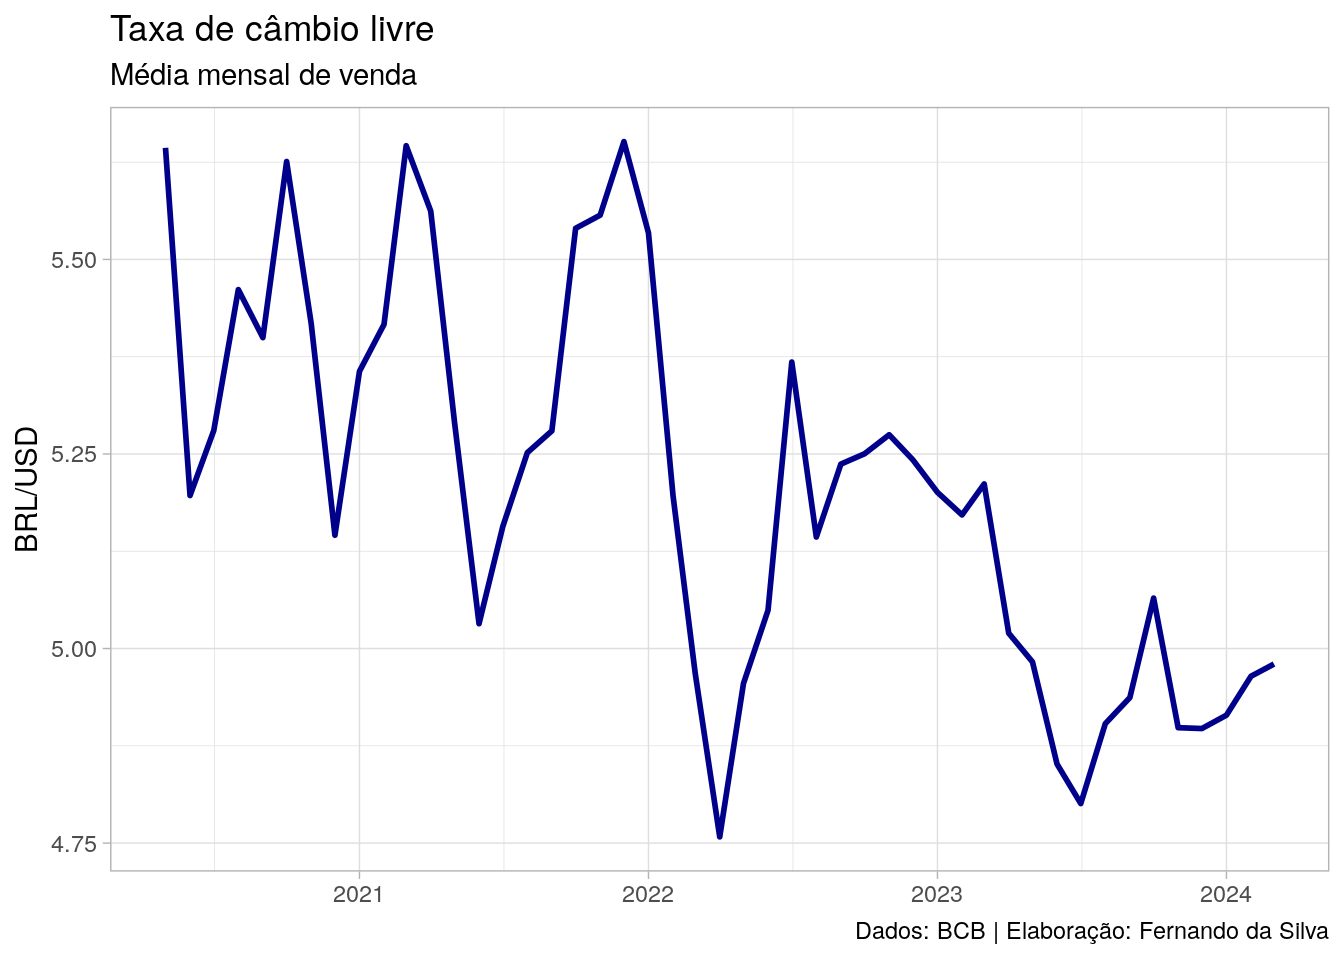 Taxa de câmbio livre
Média mensal de venda
BRL/USD
5.50
5.25
5.00
4.75
2021
2022
2023
2024
Dados: BCB | Elaboração: Fernando da Silva